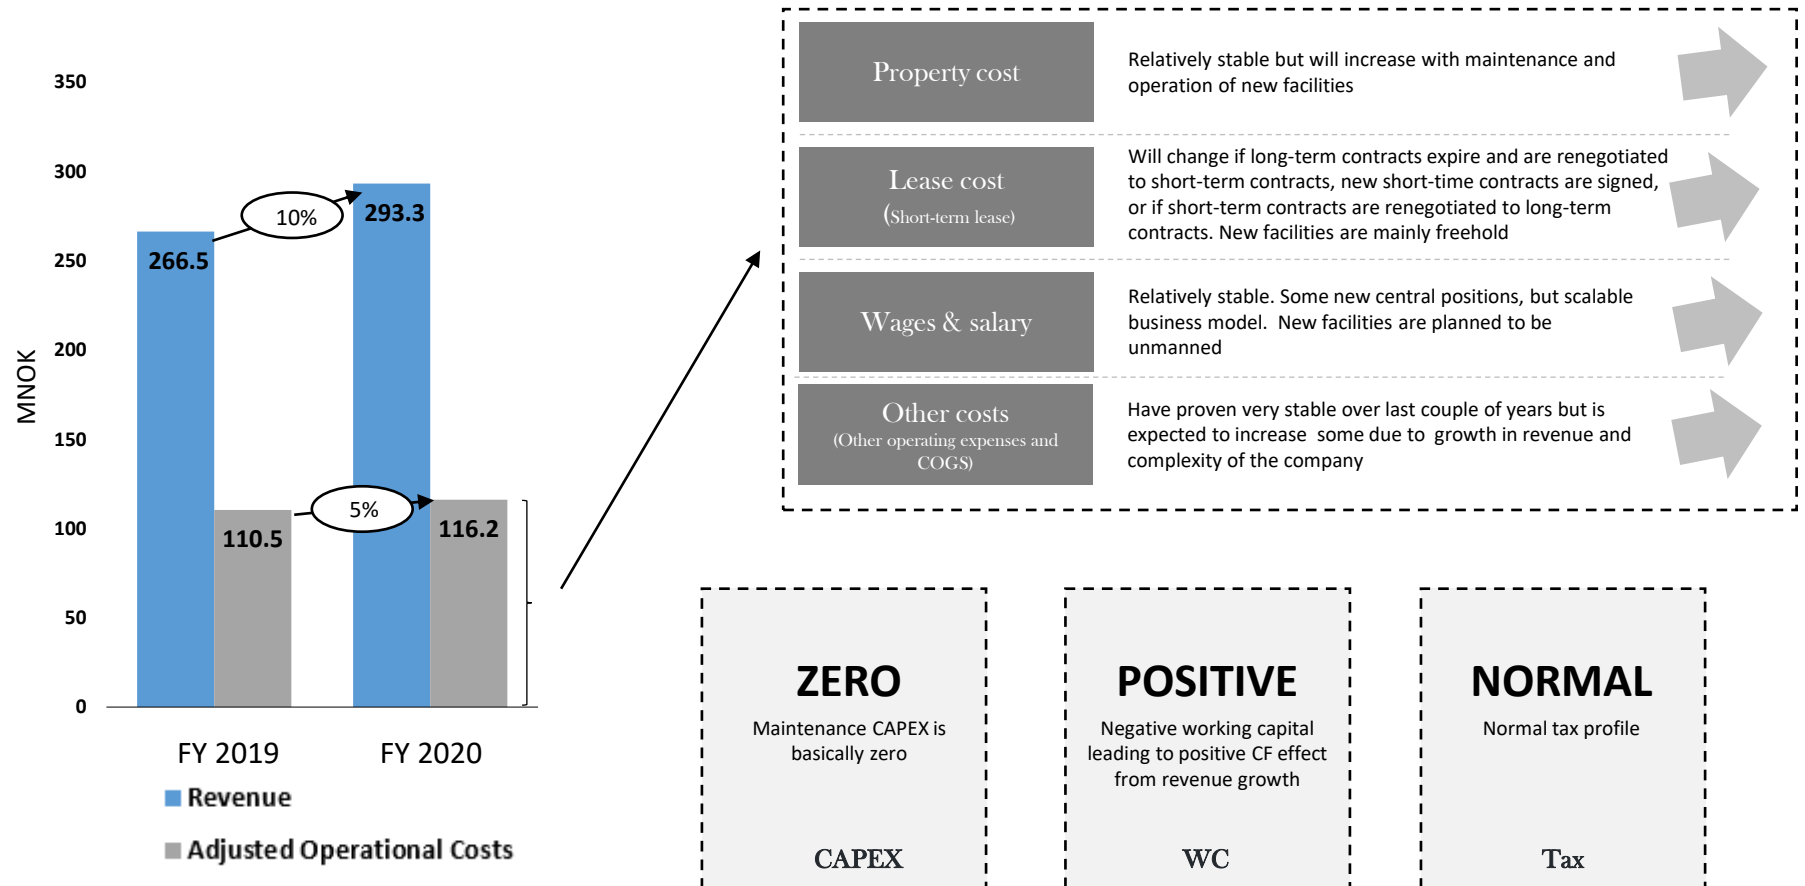 350
300
250
200
150
100
50
0
MNOK
266.5
10%
293.3
110.5
5%
116.2
FY 2019
FY 2020
Revenue
Adjusted Operational Costs
Property cost
Relatively stable but will increase with maintenance and
operation of new facilities
Lease cost
(Short-term lease)
Will change if long-term contracts expire and are renegotiated
to short-term contracts, new short-time contracts are signed,
or if short-term contracts are renegotiated to long-term
contracts. New facilities are mainly freehold
Wages & salary
Relatively stable. Some new central positions, but scalable
business model.  New facilities are planned to be
unmanned
Other costs
(Other operating expenses and
COGS)
Have proven very stable over last couple of years but is
expected to increase  some due to  growth in revenue and
complexity of the company
ZERO
Maintenance CAPEX is
basically zero
CAPEX
POSITIVE
Negative working capital
leading to positive CF effect
from revenue growth
WC
NORMAL
Normal tax profile
Tax